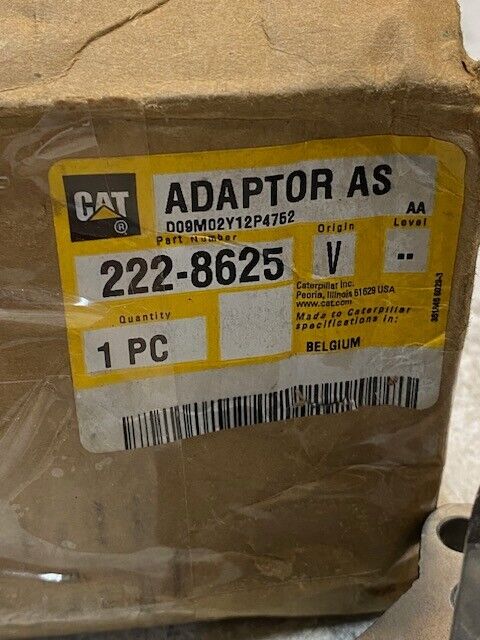 CAT ®
ADAPTOR AS
D09M02Y12P4752
AA
Part Number
Origin
Level
222-8625
V
--
Caterpillar Inc.
Peoria, Illinois 61629 USA
www.cat.com
Quantity
1 PC
Made to Caterpillar
specifications in:
BELGIUM